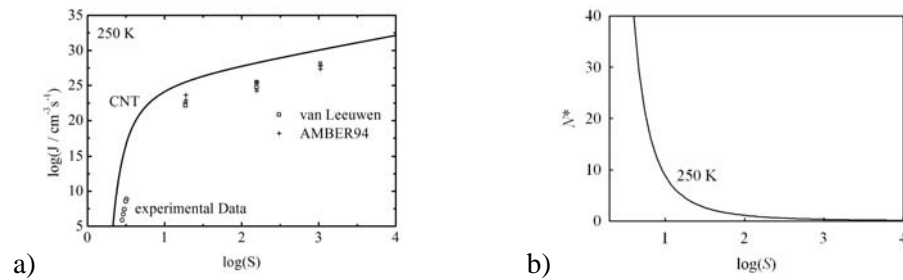 250 K
CNT
van Leeuwen
AMBER94
experimental Data
log(J / cm⁻³s⁻¹)
35
30
25
20
15
10
5
0 1 2 3 4
log(S)
a)
40
30
20
10
0
N*
250 K
1 2 3 4
log(S)
b)